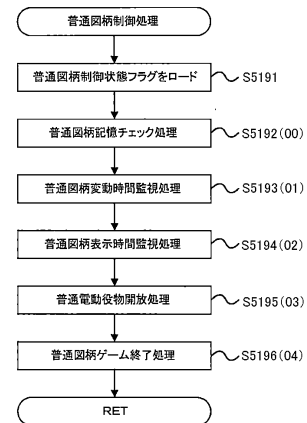 普通図柄制御処理
普通図柄制御状態フラグをロード
S5191
普通図柄記憶チェック処理
S5192(00)
普通図柄変動時間監視処理
S5193(01)
普通図柄表示時間監視処理
S5194(02)
普通電動役物開放処理
S5195(03)
普通図柄ゲーム終了処理
S5196(04)
RET